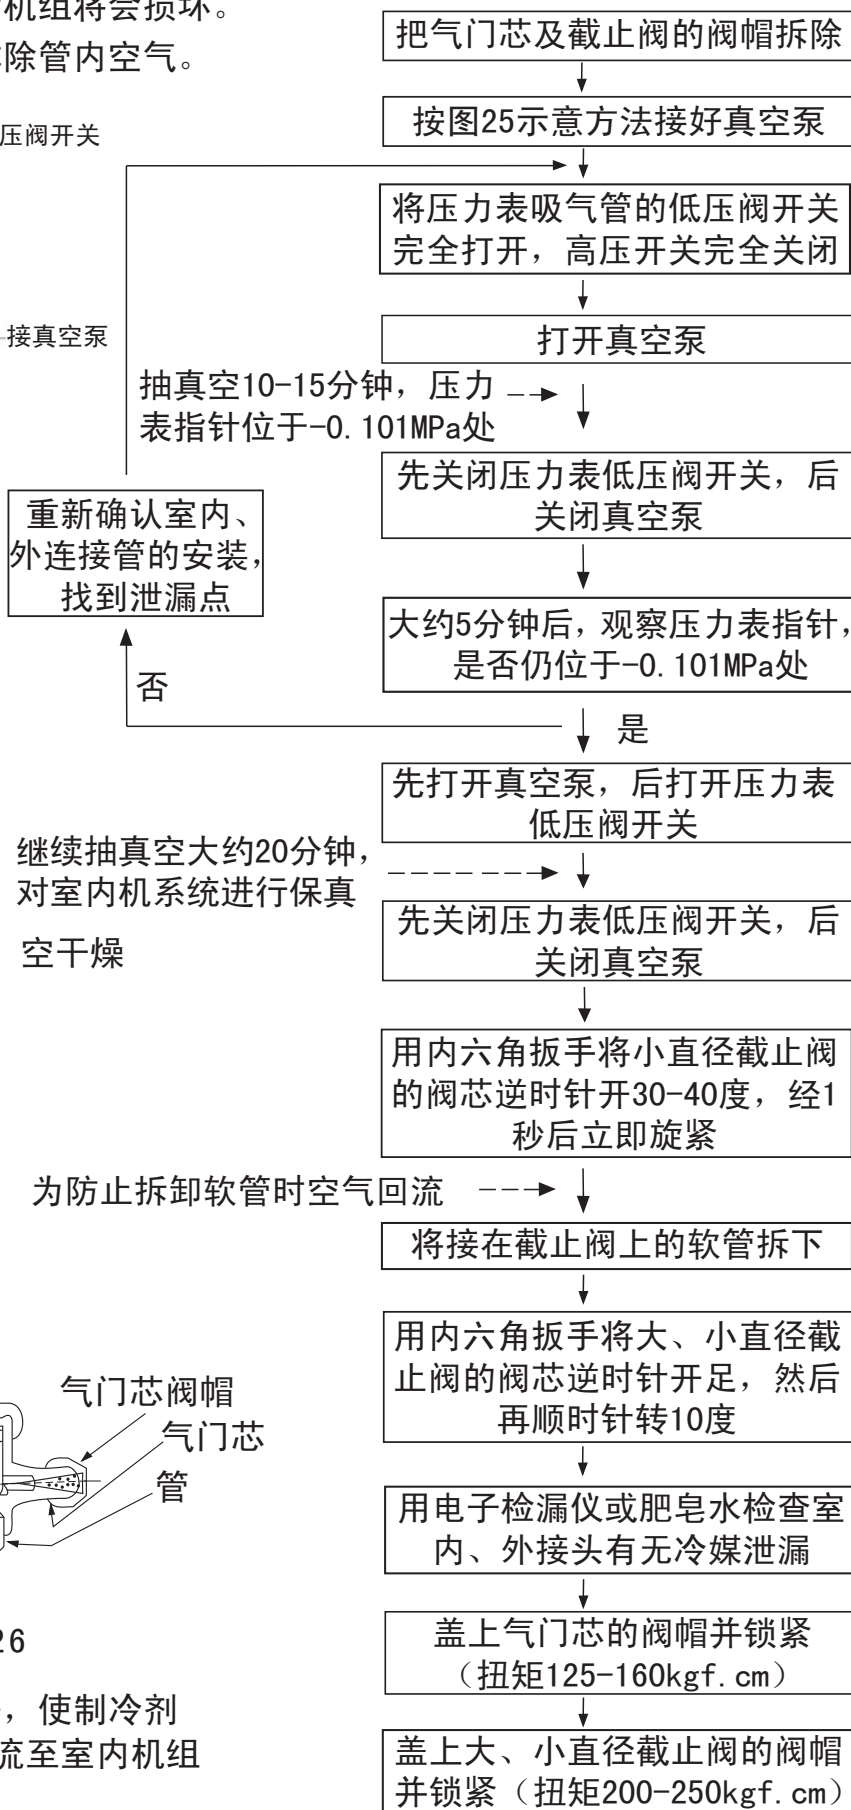 机组将会损坏。
除管内空气。
压阀开关
接真空泵
把气门芯及截止阀的阀帽拆除
按图25示意方法接好真空泵
将压力表吸气管的低压阀开关
完全打开，高压开关完全关闭
打开真空泵
抽真空10-15分钟，压力
表指针位于-0.101MPa处
先关闭压力表低压阀开关，后
关闭真空泵
重新确认室内、
外连接管的安装，
找到泄漏点
大约5分钟后，观察压力表指针，
是否仍位于-0.101MPa处
否
是
先打开真空泵，后打开压力表
低压阀开关
继续抽真空大约20分钟，
对室内机系统进行保真
空干燥
先关闭压力表低压阀开关，后
关闭真空泵
用内六角扳手将小直径截止阀
的阀芯逆时针开30-40度，经1
秒后立即旋紧
为防止拆卸软管时空气回流
将接在截止阀上的软管拆下
用内六角扳手将大、小直径截
止阀的阀芯逆时针开足，然后
再顺时针转10度
气门芯阀帽
气门芯
管
用电子检漏仪或肥皂水检查室
内、外接头有无冷媒泄漏
26
盖上气门芯的阀帽并锁紧
（扭矩125-160kgf.cm）
，使制冷剂
流至室内机组
盖上大、小直径截止阀的阀帽
并锁紧（扭矩200-250kgf.cm）